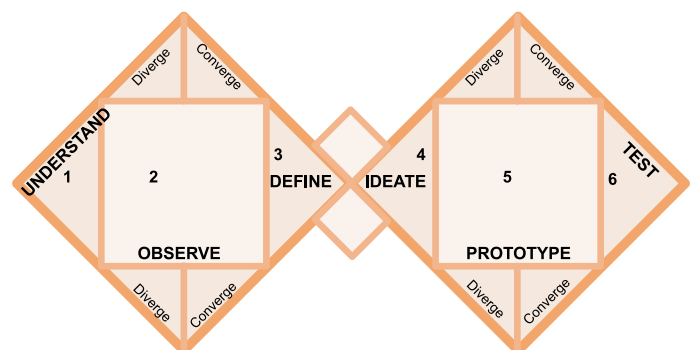 Diverge
Converge
UNDERSTAND
1
2
OBSERVE
3
DEFINE
Diverge
Converge
Diverge
Converge
4
IDEATE
5
PROTOTYPE
TEST
6
Diverge
Converge